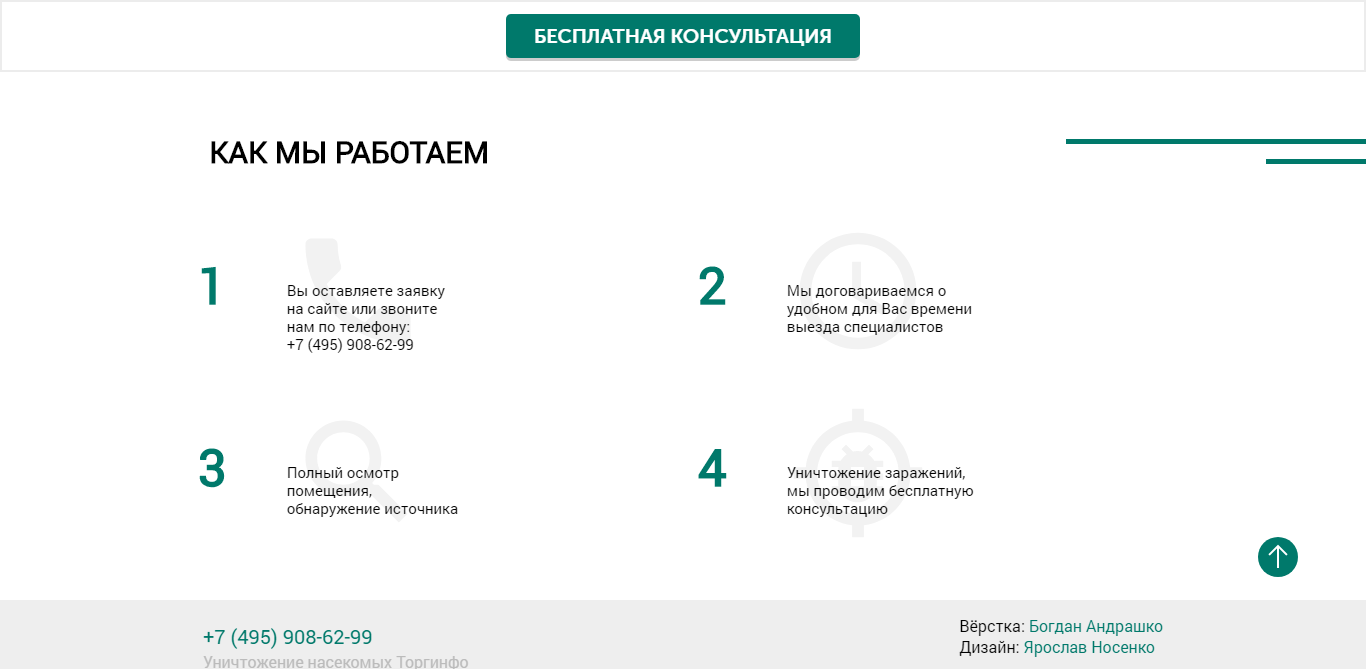 БЕСПЛАТНАЯ КОНСУЛЬТАЦИЯ
КАК МЫ РАБОТАЕМ
1
Вы оставляете заявку
на сайте или звоните
нам по телефону:
+7 (495) 908-62-99
2
Мы договариваемся о
удобном для Вас времени
выезда специалистов
3
Полный осмотр
помещения,
обнаружение источника
4
Уничтожение заражений,
мы проводим бесплатную
консультацию
+7 (495) 908-62-99
Уничтожение насекомых Торгинфо
Вёрстка: Богдан Андрашко
Дизайн: Ярослав Носенко